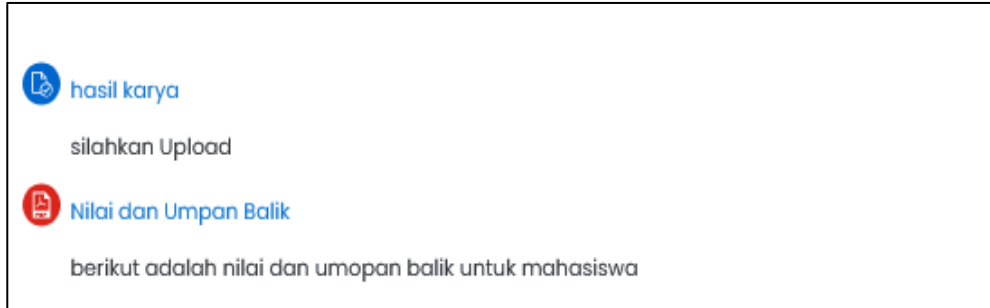 hasil karya
silahkan Upload
Nilai dan Umpan Balik
berikut adalah nilai dan umopan balik untuk mahasiswa